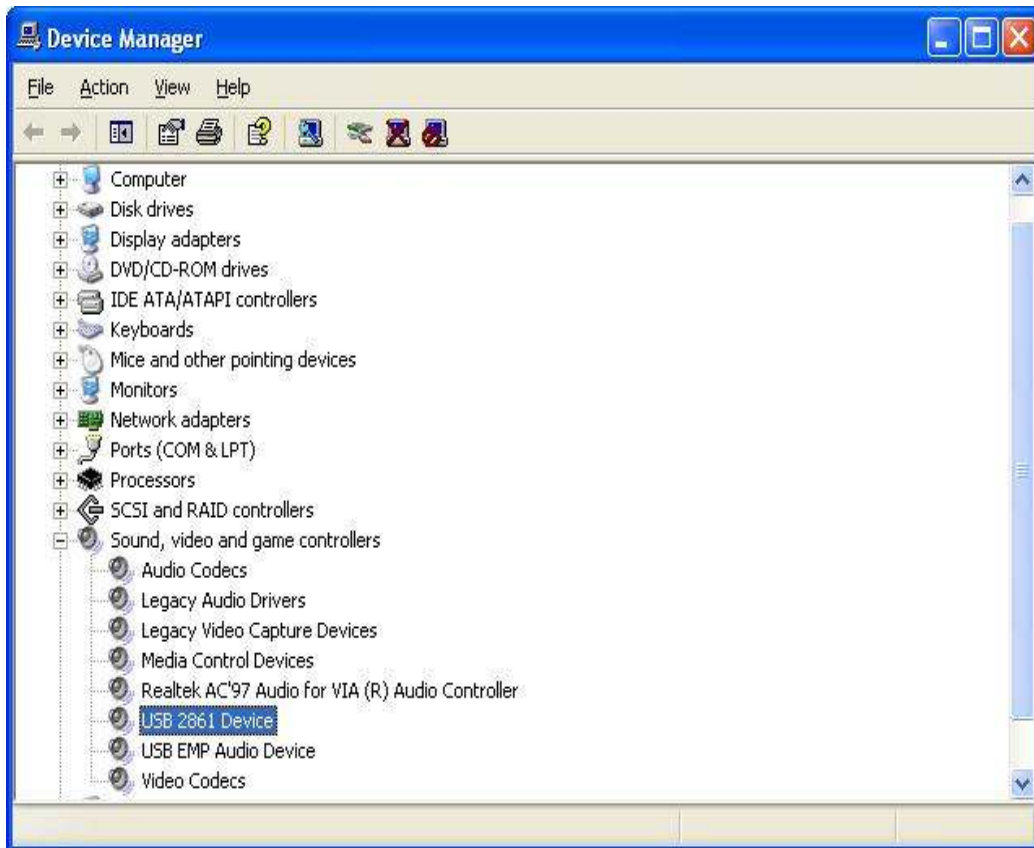 Device Manager
File Action View Help
Computer
Disk drives
Display adapters
DVD/CD-ROM drives
IDE ATA/ATAPI controllers
Keyboards
Mice and other pointing devices
Monitors
Network adapters
Ports (COM & LPT)
Processors
SCSI and RAID controllers
Sound, video and game controllers
Audio Codecs
Legacy Audio Drivers
Legacy Video Capture Devices
Media Control Devices
Realtek AC'97 Audio for VIA (R) Audio Controller
USB 2861 Device
USB EMP Audio Device
Video Codecs